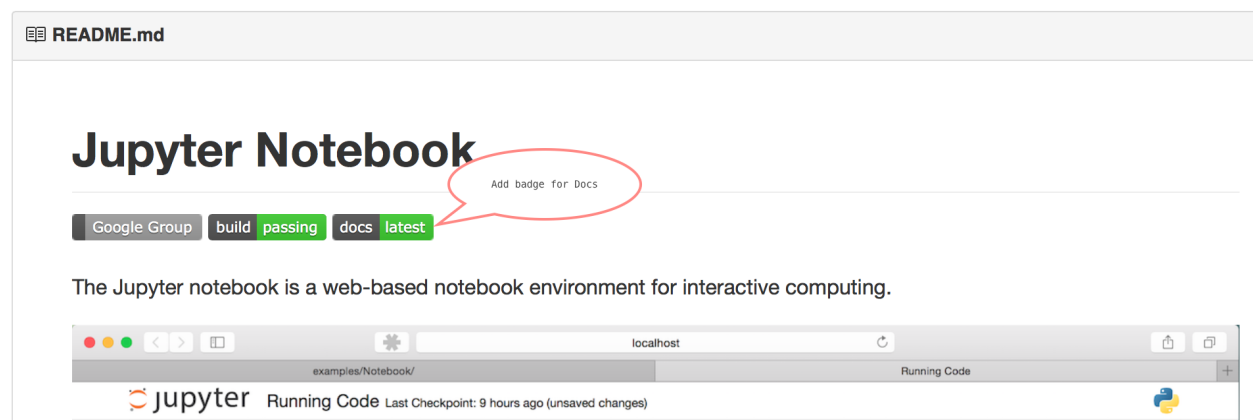 README.md
Jupyter Notebook
Add badge for Docs
Google Group build passing docs latest
The Jupyter notebook is a web-based notebook environment for interactive computing.
localhost
examples/Notebook/ Running Code +
jupyter Running Code Last Checkpoint: 9 hours ago (unsaved changes)